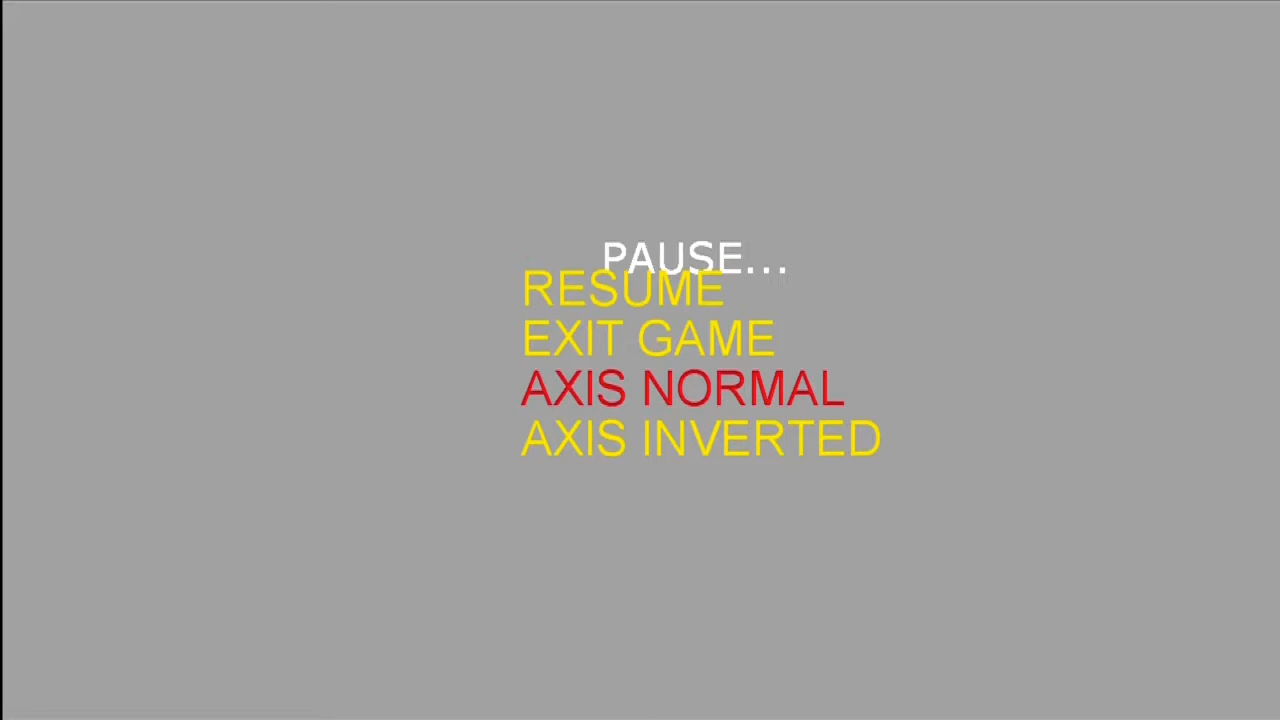 PAUSE...
RESUME
EXIT GAME
AXIS NORMAL
AXIS INVERTED